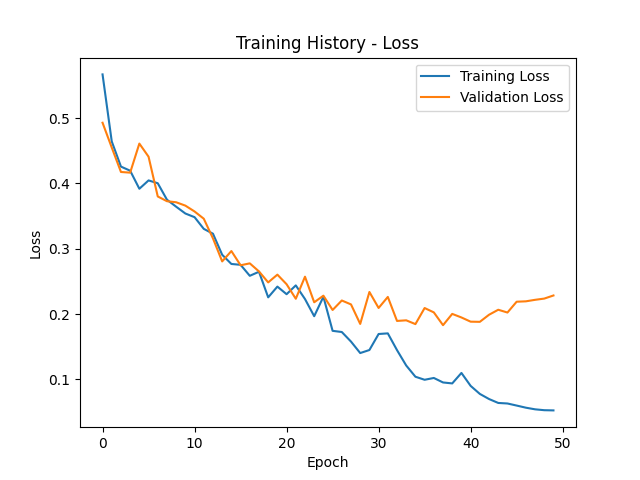 Training History - Loss
Training Loss
Validation Loss
0.5
0.4
0.3
0.2
0.1
Loss
0 10 20 30 40 50
Epoch